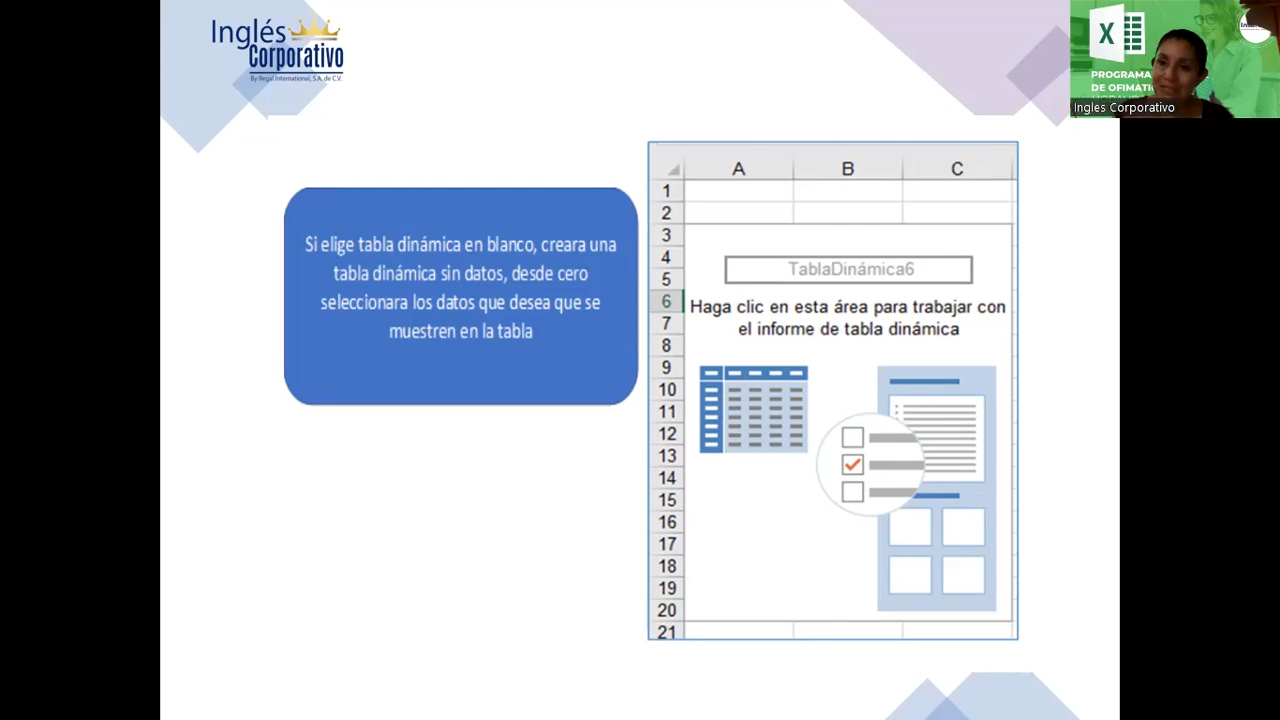 Inglés
Corporativo
By Regal International, S.A. de C.V.
Si elige tabla dinámica en blanco, creara una
tabla dinámica sin datos, desde cero
seleccionara los datos que desea que se
muestren en la tabla
A B C
1
2
3
4
5
6
7
8
9
10
11
12
13
14
15
16
17
18
19
20
21
TablaDinámica6
Haga clic en esta área para trabajar con
el informe de tabla dinámica
X
PROGRAMA
DE OFIMATI
Ingles Corporativo